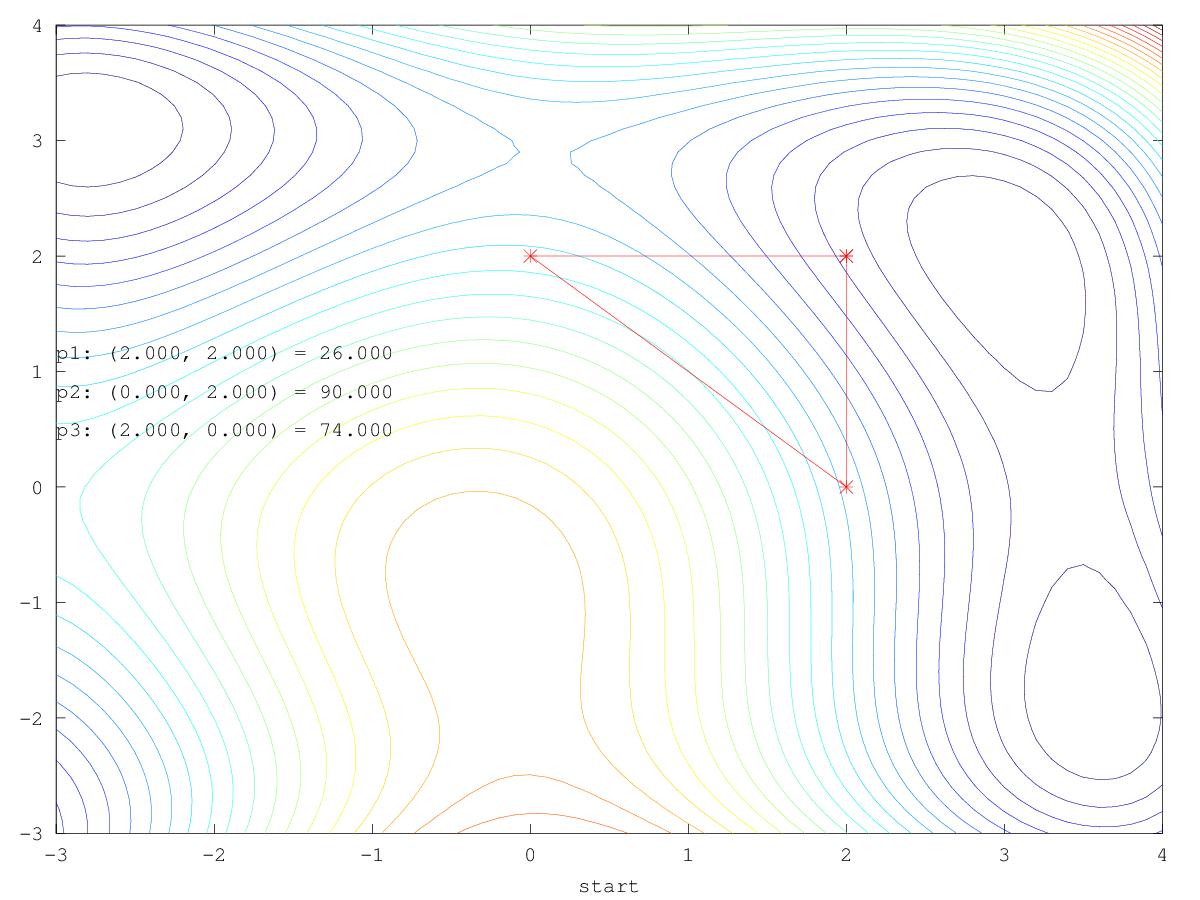 4
3
2
1
p1: (2.000, 2.000) = 26.000
p2: (0.000, 2.000) = 90.000
p3: (2.000, 0.000) = 74.000
0
-1
-2
-3
-3 -2 -1 0 1 2 3 4
start